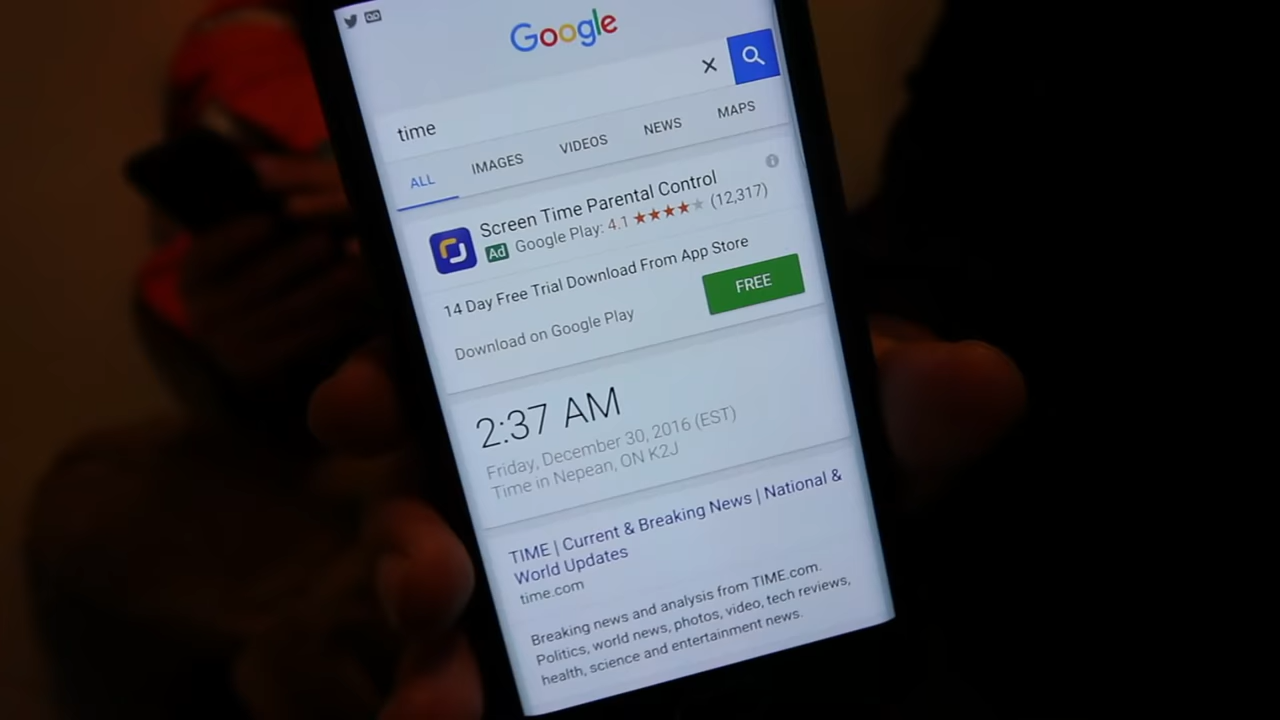 Google
time
ALL IMAGES VIDEOS NEWS MAPS
Screen Time Parental Control
Ad Google Play: 4.1 ★★★★★ (12,317)
14 Day Free Trial Download From App Store
Download on Google Play
FREE
2:37 AM
Friday, December 30, 2016 (EST)
Time in Nepean, ON K2J
TIME | Current & Breaking News | National &
World Updates
time.com
Breaking news and analysis from TIME.com.
Politics, world news, photos, video, tech reviews,
health, science and entertainment news.